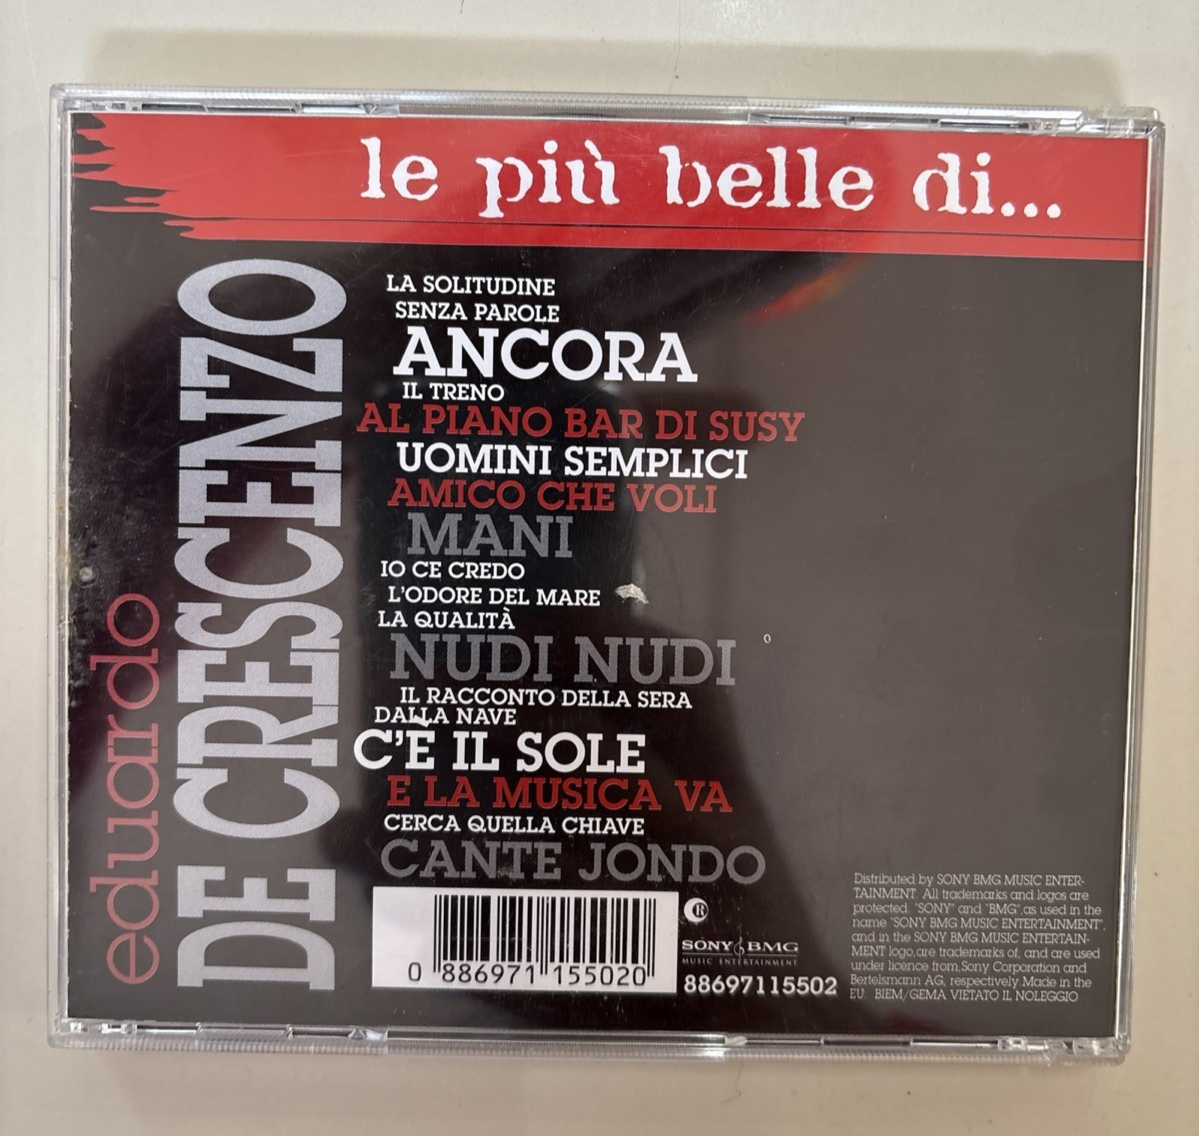 le più belle di...
eduardo
DE CRESCENZO
LA SOLITUDINE
SENZA PAROLE
ANCORA
IL TRENO
AL PIANO BAR DI SUSY
UOMINI SEMPLICI
AMICO CHE VOLI
MANI
IO CE CREDO
L'ODORE DEL MARE
LA QUALITÀ
NUDI NUDI
IL RACCONTO DELLA SERA
DALLA NAVE
C'È IL SOLE
E LA MUSICA VA
CERCA QUELLA CHIAVE
CANTE JONDO
0 886971 155020
R
SONY BMG
MUSIC ENTERTAINMENT
88697115502
Distributed by SONY BMG MUSIC ENTER-
TAINMENT. All trademarks and logos are
protected. "SONY" and "BMG",as used in the
name "SONY BMG MUSIC ENTERTAINMENT",
and in the SONY BMG MUSIC ENTERTAIN-
MENT logo,are trademarks of, and are used
under licence from,Sony Corporation and
Bertelsmann AG, respectively.Made in the
EU. BIEM/GEMA VIETATO IL NOLEGGIO